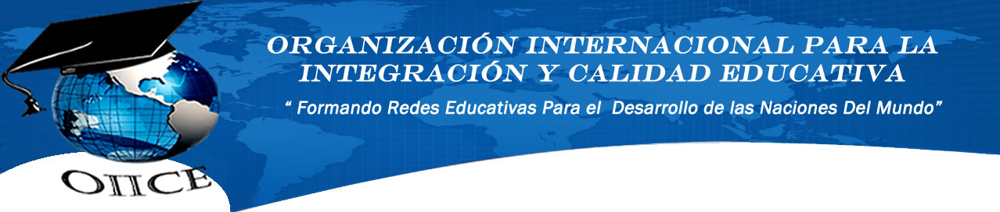 ORGANIZACIÓN INTERNACIONAL PARA LA
INTEGRACIÓN Y CALIDAD EDUCATIVA
“ Formando Redes Educativas Para el Desarrollo de las Naciones Del Mundo”
OIICE